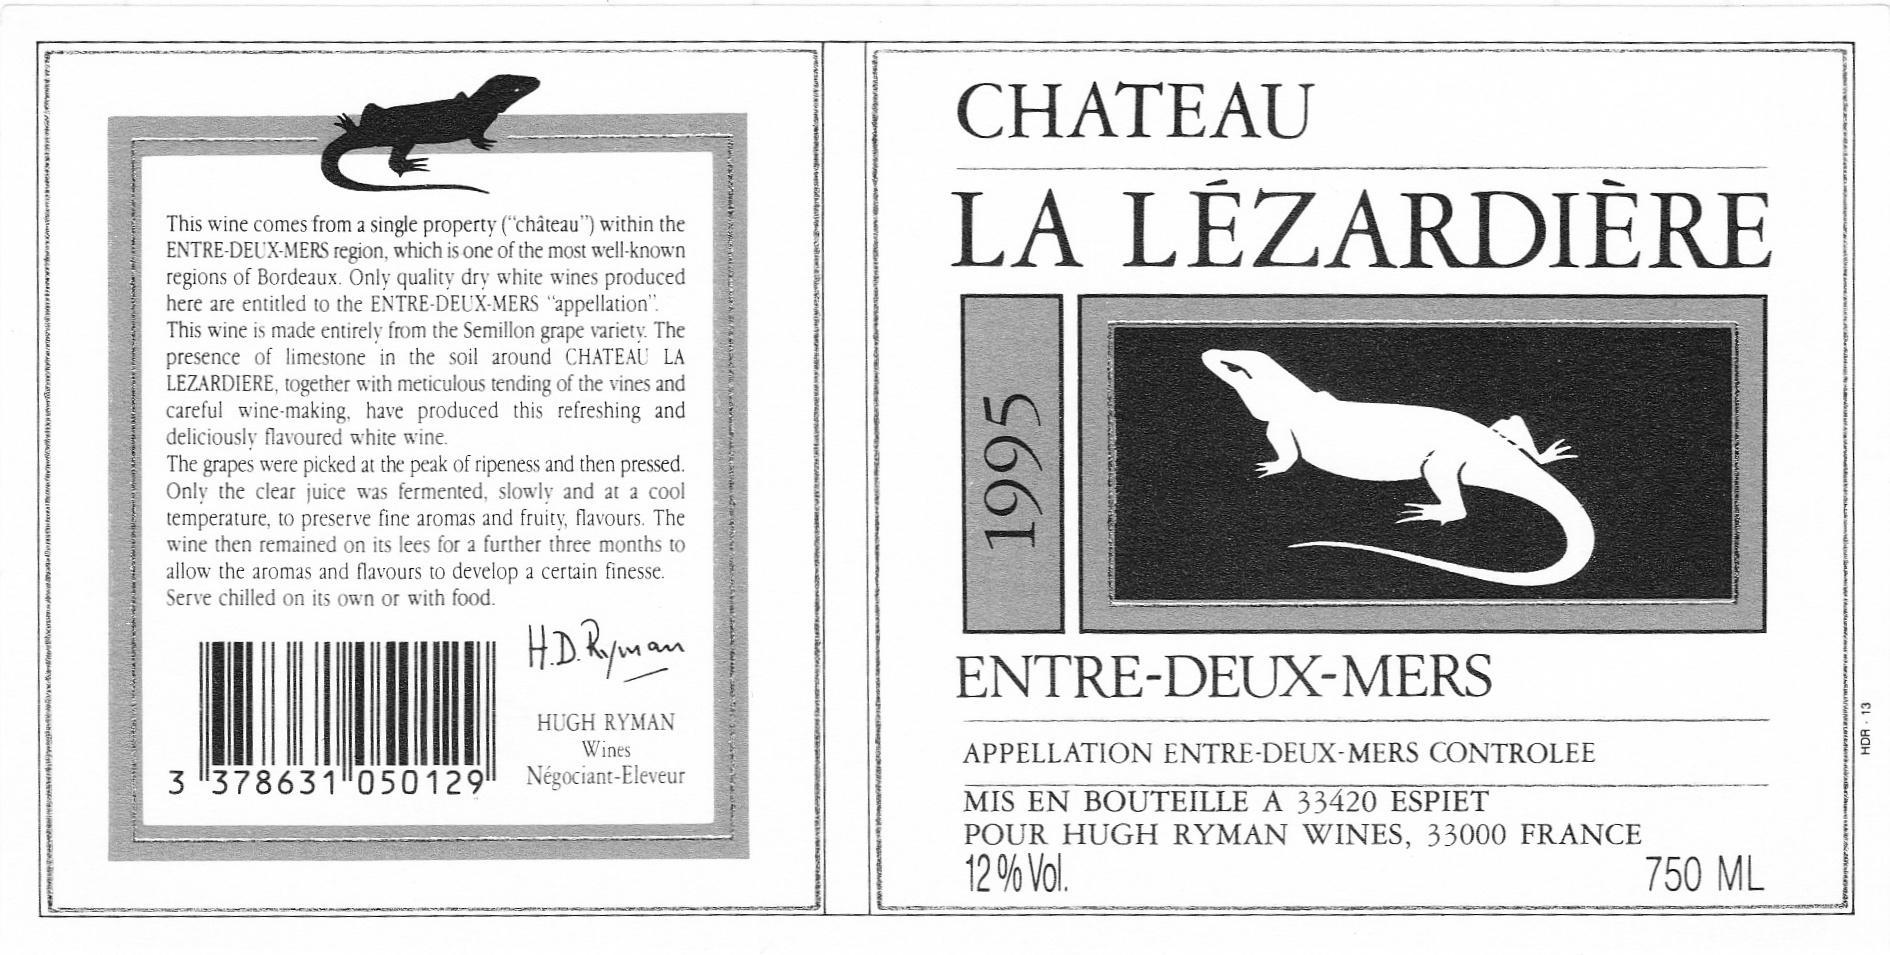 This wine comes from a single property (“château”) within the
ENTRE-DEUX-MERS region, which is one of the most well-known
regions of Bordeaux. Only quality dry white wines produced
here are entitled to the ENTRE-DEUX-MERS “appellation”.
This wine is made entirely from the Semillon grape variety. The
presence of limestone in the soil around CHATEAU LA
LEZARDIERE, together with meticulous tending of the vines and
careful wine-making, have produced this refreshing and
deliciously flavoured white wine.
The grapes were picked at the peak of ripeness and then pressed.
Only the clear juice was fermented, slowly and at a cool
temperature, to preserve fine aromas and fruity, flavours. The
wine then remained on its lees for a further three months to
allow the aromas and flavours to develop a certain finesse.
Serve chilled on its own or with food.
H.D. Ryman
HUGH RYMAN
Wines
Négociant-Eleveur
3 378631 050129
CHATEAU
LA LÉZARDIÈRE
1995
ENTRE-DEUX-MERS
APPELLATION ENTRE-DEUX-MERS CONTROLEE
MIS EN BOUTEILLE A 33420 ESPIET
POUR HUGH RYMAN WINES, 33000 FRANCE
12% Vol.
750 ML
HDR - 13